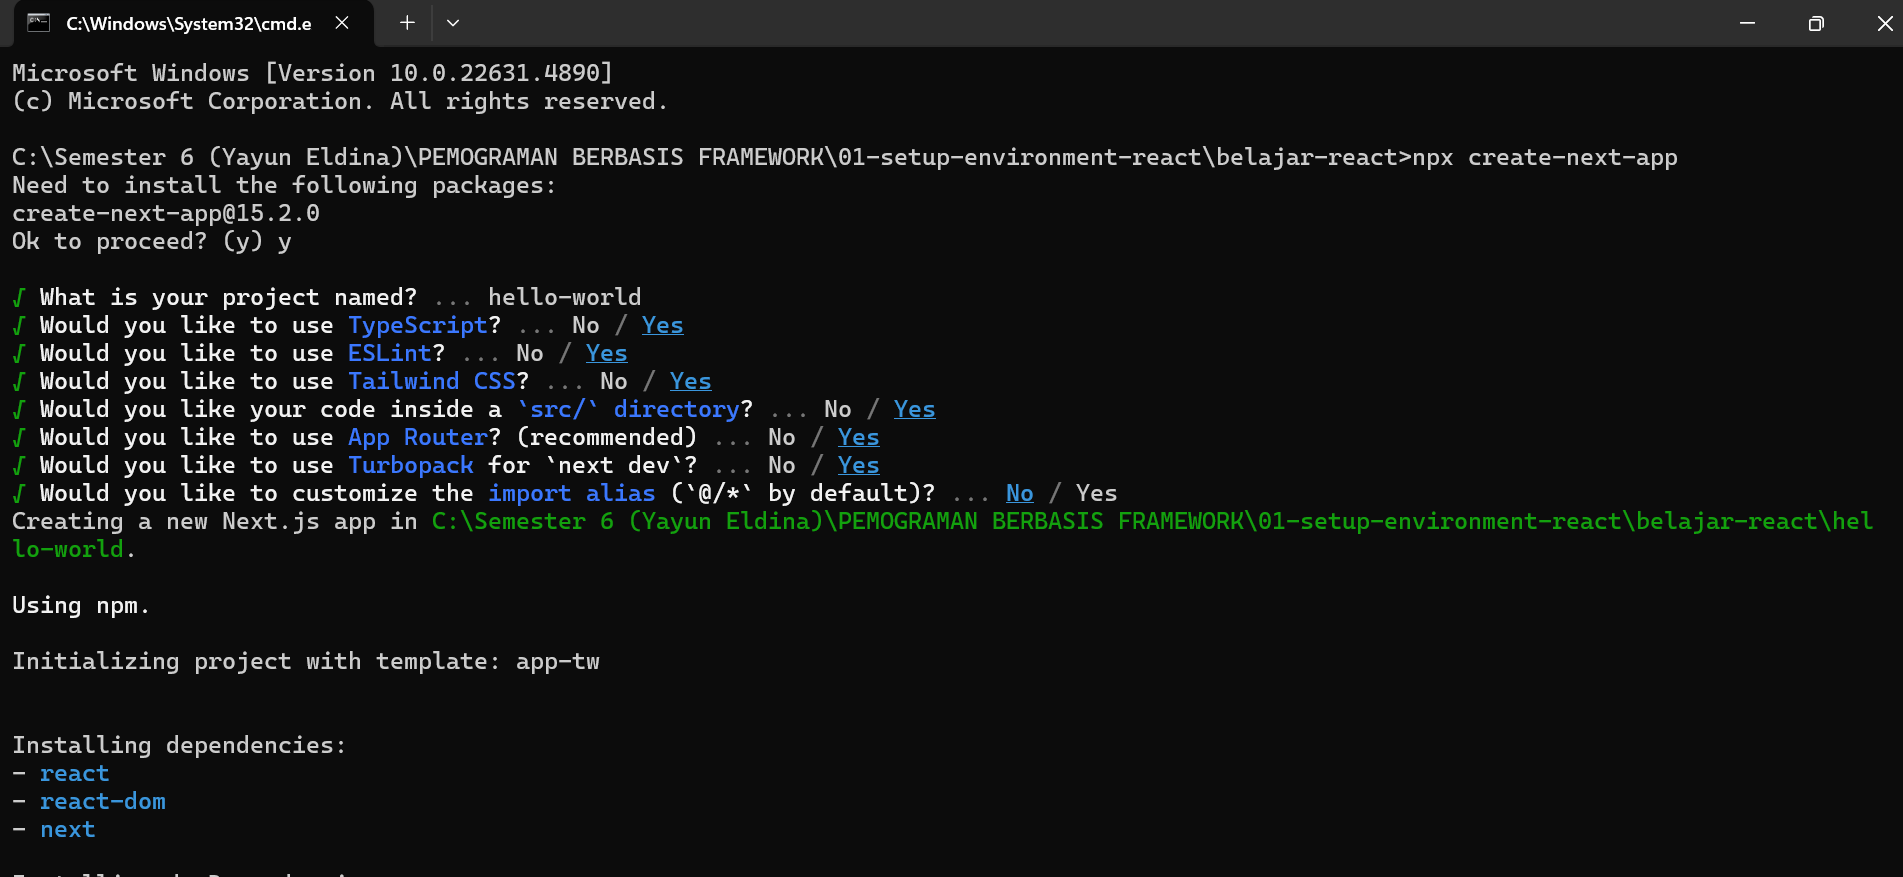 C:\Windows\System32\cmd.e
Microsoft Windows [Version 10.0.22631.4890]
(c) Microsoft Corporation. All rights reserved.
C:\Semester 6 (Yayun Eldina)\PEMOGRAMAN BERBASIS FRAMEWORK\01-setup-environment-react\belajar-react>npx create-next-app
Need to install the following packages:
create-next-app@15.2.0
Ok to proceed? (y) y
√ What is your project named? ... hello-world
√ Would you like to use TypeScript? ... No / Yes
√ Would you like to use ESLint? ... No / Yes
√ Would you like to use Tailwind CSS? ... No / Yes
√ Would you like your code inside a `src/` directory? ... No / Yes
√ Would you like to use App Router? (recommended) ... No / Yes
√ Would you like to use Turbopack for `next dev`? ... No / Yes
√ Would you like to customize the import alias (`@/*` by default)? ... No / Yes
Creating a new Next.js app in C:\Semester 6 (Yayun Eldina)\PEMOGRAMAN BERBASIS FRAMEWORK\01-setup-environment-react\belajar-react\hel
lo-world.
Using npm.
Initializing project with template: app-tw
Installing dependencies:
- react
- react-dom
- next